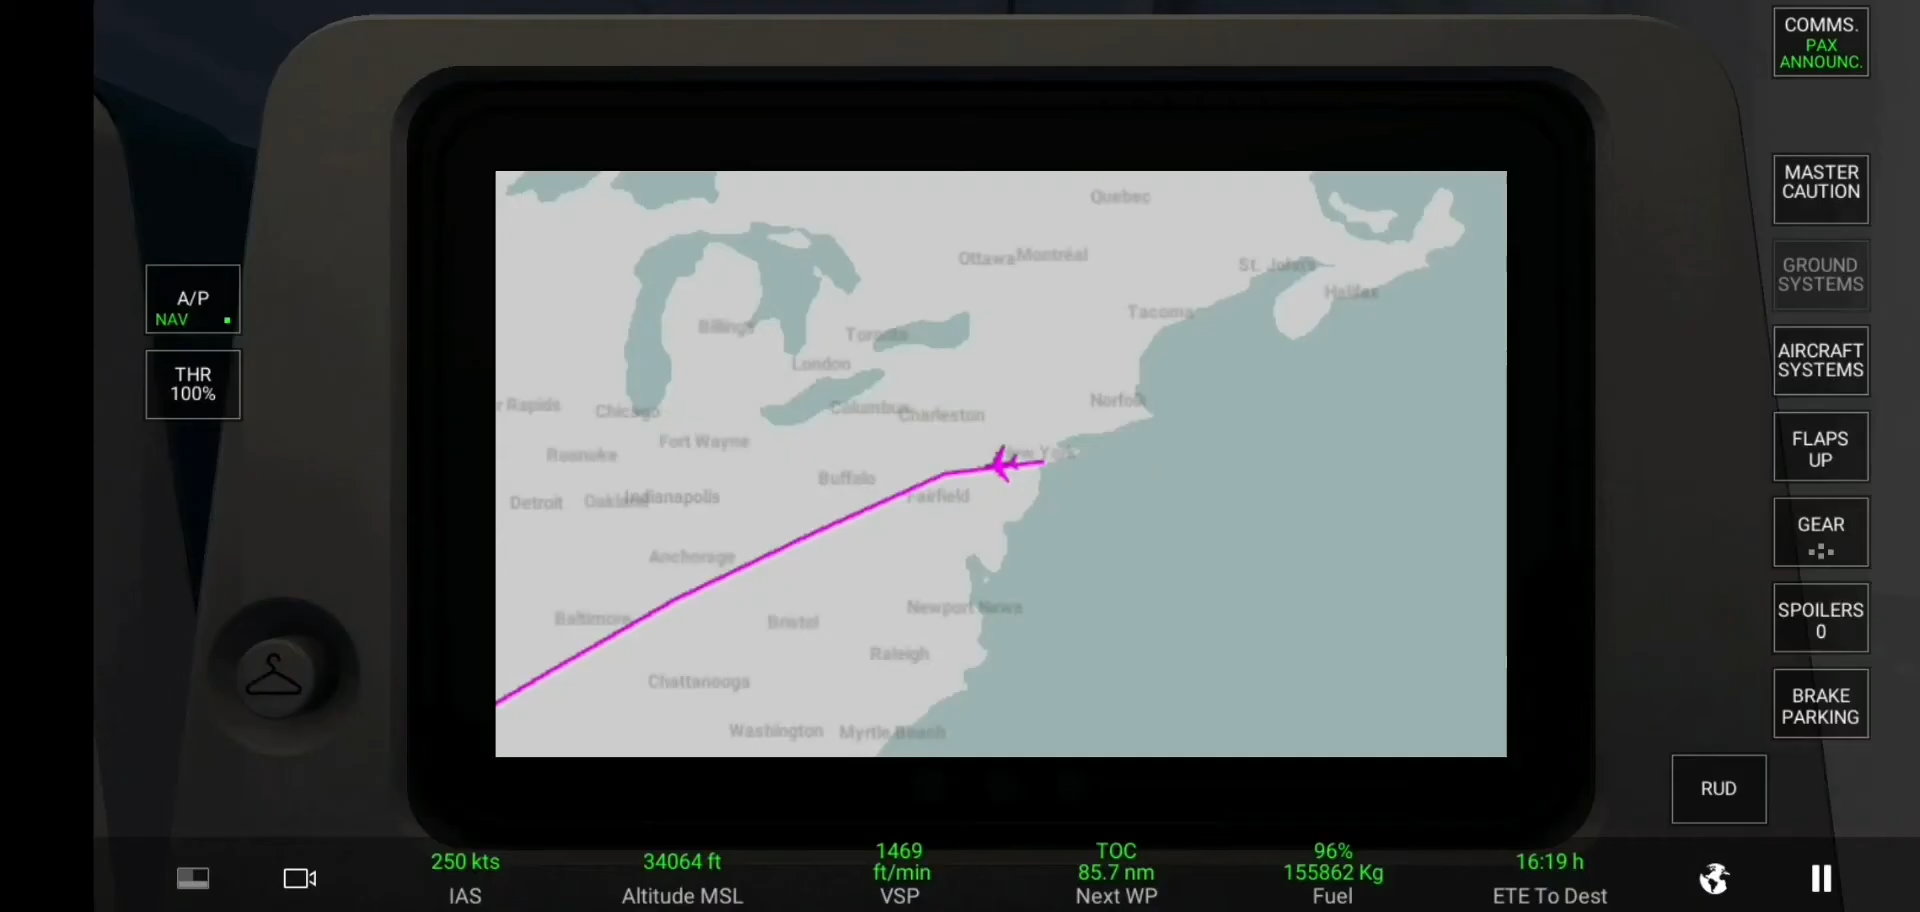 COMMS.
PAX
ANNOUNC.
MASTER
CAUTION
GROUND
SYSTEMS
AIRCRAFT
SYSTEMS
FLAPS
UP
GEAR
SPOILERS
0
BRAKE
PARKING
RUD
A/P
NAV
THR
100%
Quebec
Ottawa Montréal
St. John's
Halifax
Tacoma
Billings
Toronto
London
Rapids
Chicago
Columbus
Charleston
Norfolk
Fort Wayne
Roanoke
New York
Buffalo
Fairfield
Detroit
Oakland
Indianapolis
Anchorage
Baltimore
Bristol
Newport News
Raleigh
Chattanooga
Washington
Myrtle Beach
250 kts
IAS
34064 ft
Altitude MSL
1469
ft/min
VSP
TOC
85.7 nm
Next WP
96%
155862 Kg
Fuel
16:19 h
ETE To Dest